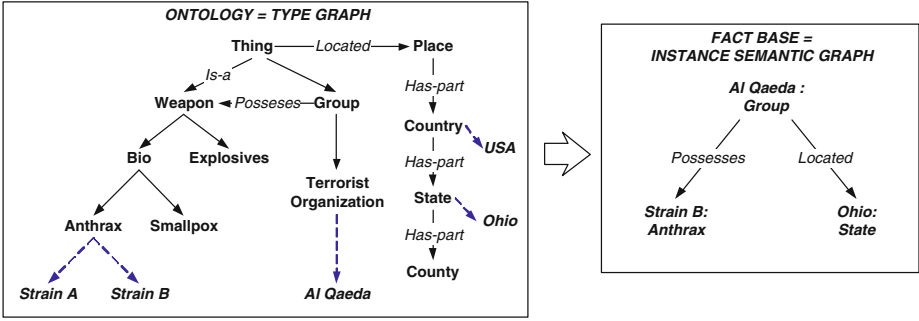 ONTOLOGY = TYPE GRAPH
Thing Located Place
Is-a
Has-part
Weapon Posseses Group
Country
USA
Bio Explosives
Has-part
Terrorist
Organization
State
Anthrax Smallpox
Ohio
Has-part
County
Strain A Strain B Al Qaeda
FACT BASE =
INSTANCE SEMANTIC GRAPH
Al Qaeda :
Group
Possesses Located
Strain B:
Anthrax
Ohio:
State